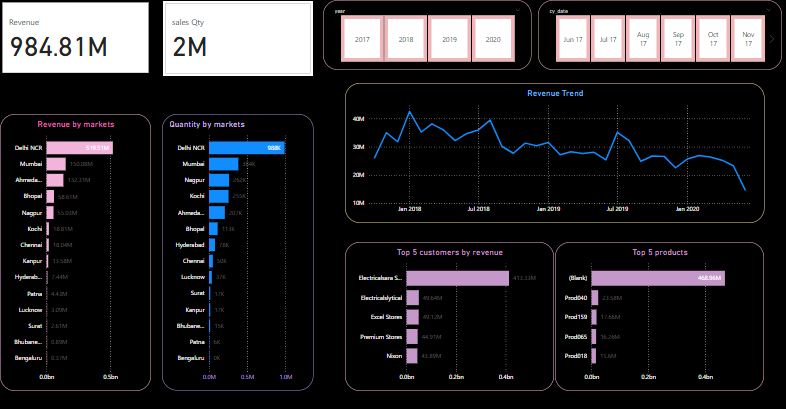 Revenue
984.81M
sales Qty
2M
year
2017 2018 2019 2020
cy_data
Jun 17 Jul 17 Aug 17 Sep 17 Oct 17 Nov 17
Revenue by markets
Delhi NCR 519.51M
Mumbai 150.08M
Ahmeda... 132.31M
Bhopal 58.61M
Nagpur 55.03M
Kochi 18.81M
Chennai 18.04M
Kanpur 13.58M
Hyderab... 7.44M
Patna 4.43M
Lucknow 3.09M
Surat 2.61M
Bhubane... 0.89M
Bengaluru 0.37M
0.0bn 0.5bn
Quantity by markets
Delhi NCR 988K
Mumbai 384K
Nagpur 262K
Kochi 255K
Ahmeda... 207K
Bhopal 113K
Hyderabad 78K
Chennai 58K
Lucknow 37K
Surat 17K
Kanpur 17K
Bhubane... 15K
Patna 6K
Bengaluru 0K
0.0M 0.5M 1.0M
Revenue Trend
40M
30M
20M
10M
Jan 2018 Jul 2018 Jan 2019 Jul 2019 Jan 2020
Top 5 customers by revenue
Electricalsara S... 413.33M
Electricalslytical 49.64M
Excel Stores 49.12M
Premium Stores 44.91M
Nixon 43.89M
0.0bn 0.2bn 0.4bn
Top 5 products
(Blank) 468.96M
Prod040 23.58M
Prod159 17.66M
Prod065 16.26M
Prod018 15.6M
0.0bn 0.2bn 0.4bn